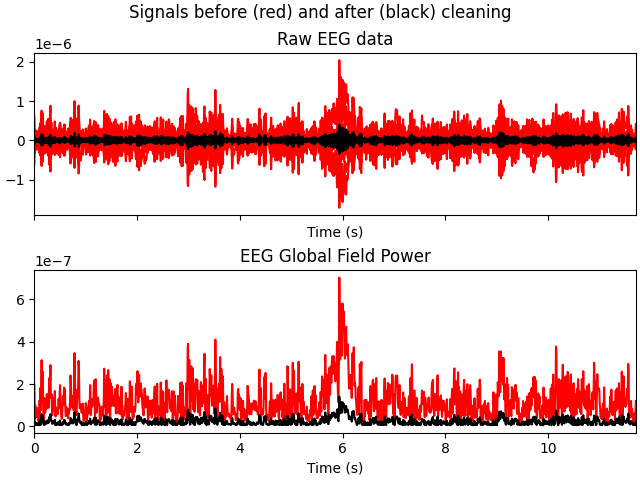 Signals before (red) and after (black) cleaning
Raw EEG data
1e−6
2
1
0
−1
Time (s)
EEG Global Field Power
1e−7
6
4
2
0
0 2 4 6 8 10
Time (s)